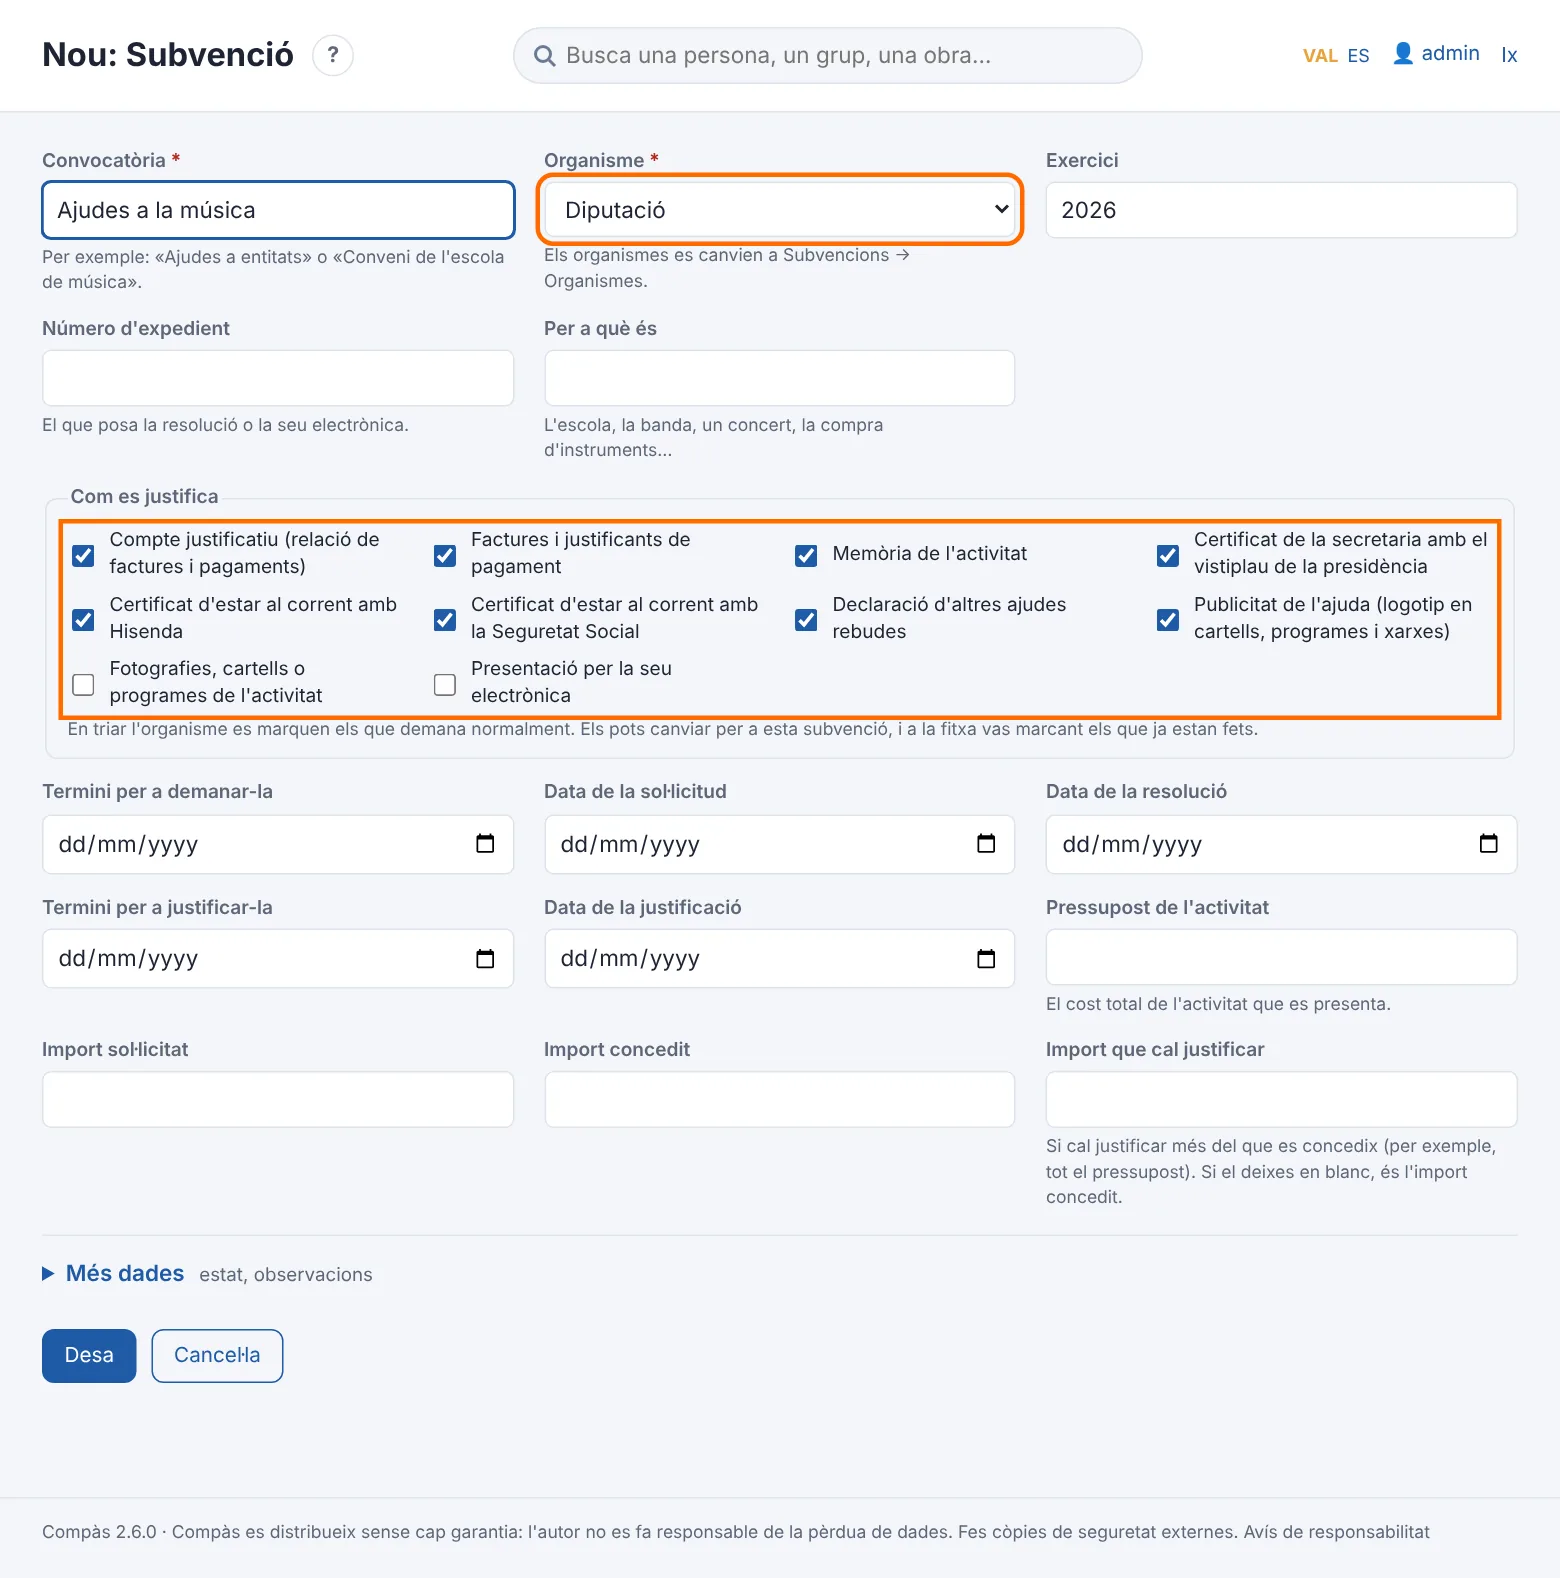 Nou: Subvenció ?
Busca una persona, un grup, una obra...
VAL ES admin Ix
Convocatòria *
Organisme *
Exercici
Ajudes a la música
Diputació
2026
Per exemple: «Ajudes a entitats» o «Conveni de l'escola
de música».
Els organismes es canvien a Subvencions →
Organismes.
Número d'expedient
Per a què és
El que posa la resolució o la seu electrònica.
L'escola, la banda, un concert, la compra
d'instruments...
Com es justifica
Compte justificatiu (relació de
factures i pagaments)
Factures i justificants de
pagament
Memòria de l'activitat
Certificat de la secretaria amb el
vistiplau de la presidència
Certificat d'estar al corrent amb
Hisenda
Certificat d'estar al corrent amb
la Seguretat Social
Declaració d'altres ajudes
rebudes
Publicitat de l'ajuda (logotip en
cartells, programes i xarxes)
Fotografies, cartells o
programes de l'activitat
Presentació per la seu
electrònica
En triar l'organisme es marquen els que demana normalment. Els pots canviar per a esta subvenció, i a la fitxa vas marcant els que ja estan fets.
Termini per a demanar-la
Data de la sol·licitud
Data de la resolució
dd/mm/yyyy
dd/mm/yyyy
dd/mm/yyyy
Termini per a justificar-la
Data de la justificació
Pressupost de l'activitat
dd/mm/yyyy
dd/mm/yyyy
El cost total de l'activitat que es presenta.
Import sol·licitat
Import concedit
Import que cal justificar
Si cal justificar més del que es concedix (per exemple,
tot el pressupost). Si el deixes en blanc, és l'import
concedit.
Més dades estat, observacions
Desa
Cancel·la
Compàs 2.6.0 · Compàs es distribueix sense cap garantia: l'autor no es fa responsable de la pèrdua de dades. Fes còpies de seguretat externes. Avís de responsabilitat